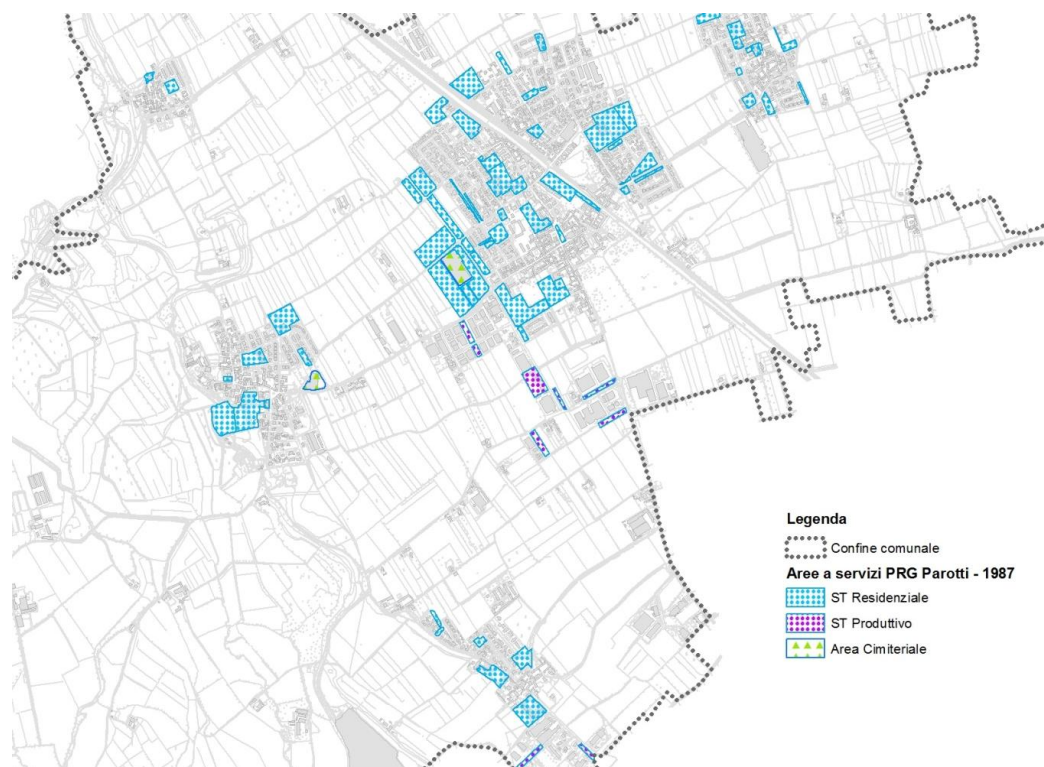 Legenda
Confine comunale
Aree a servizi PRG Parotti - 1987
ST Residenziale
ST Produttivo
Area Cimiteriale